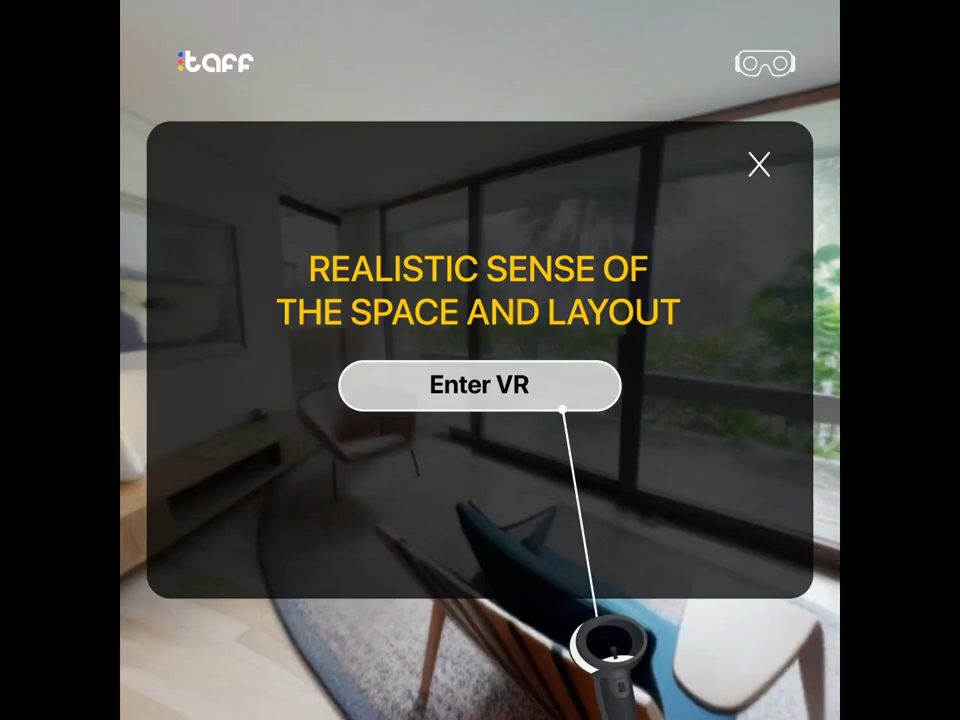 taff
REALISTIC SENSE OF
THE SPACE AND LAYOUT
Enter VR